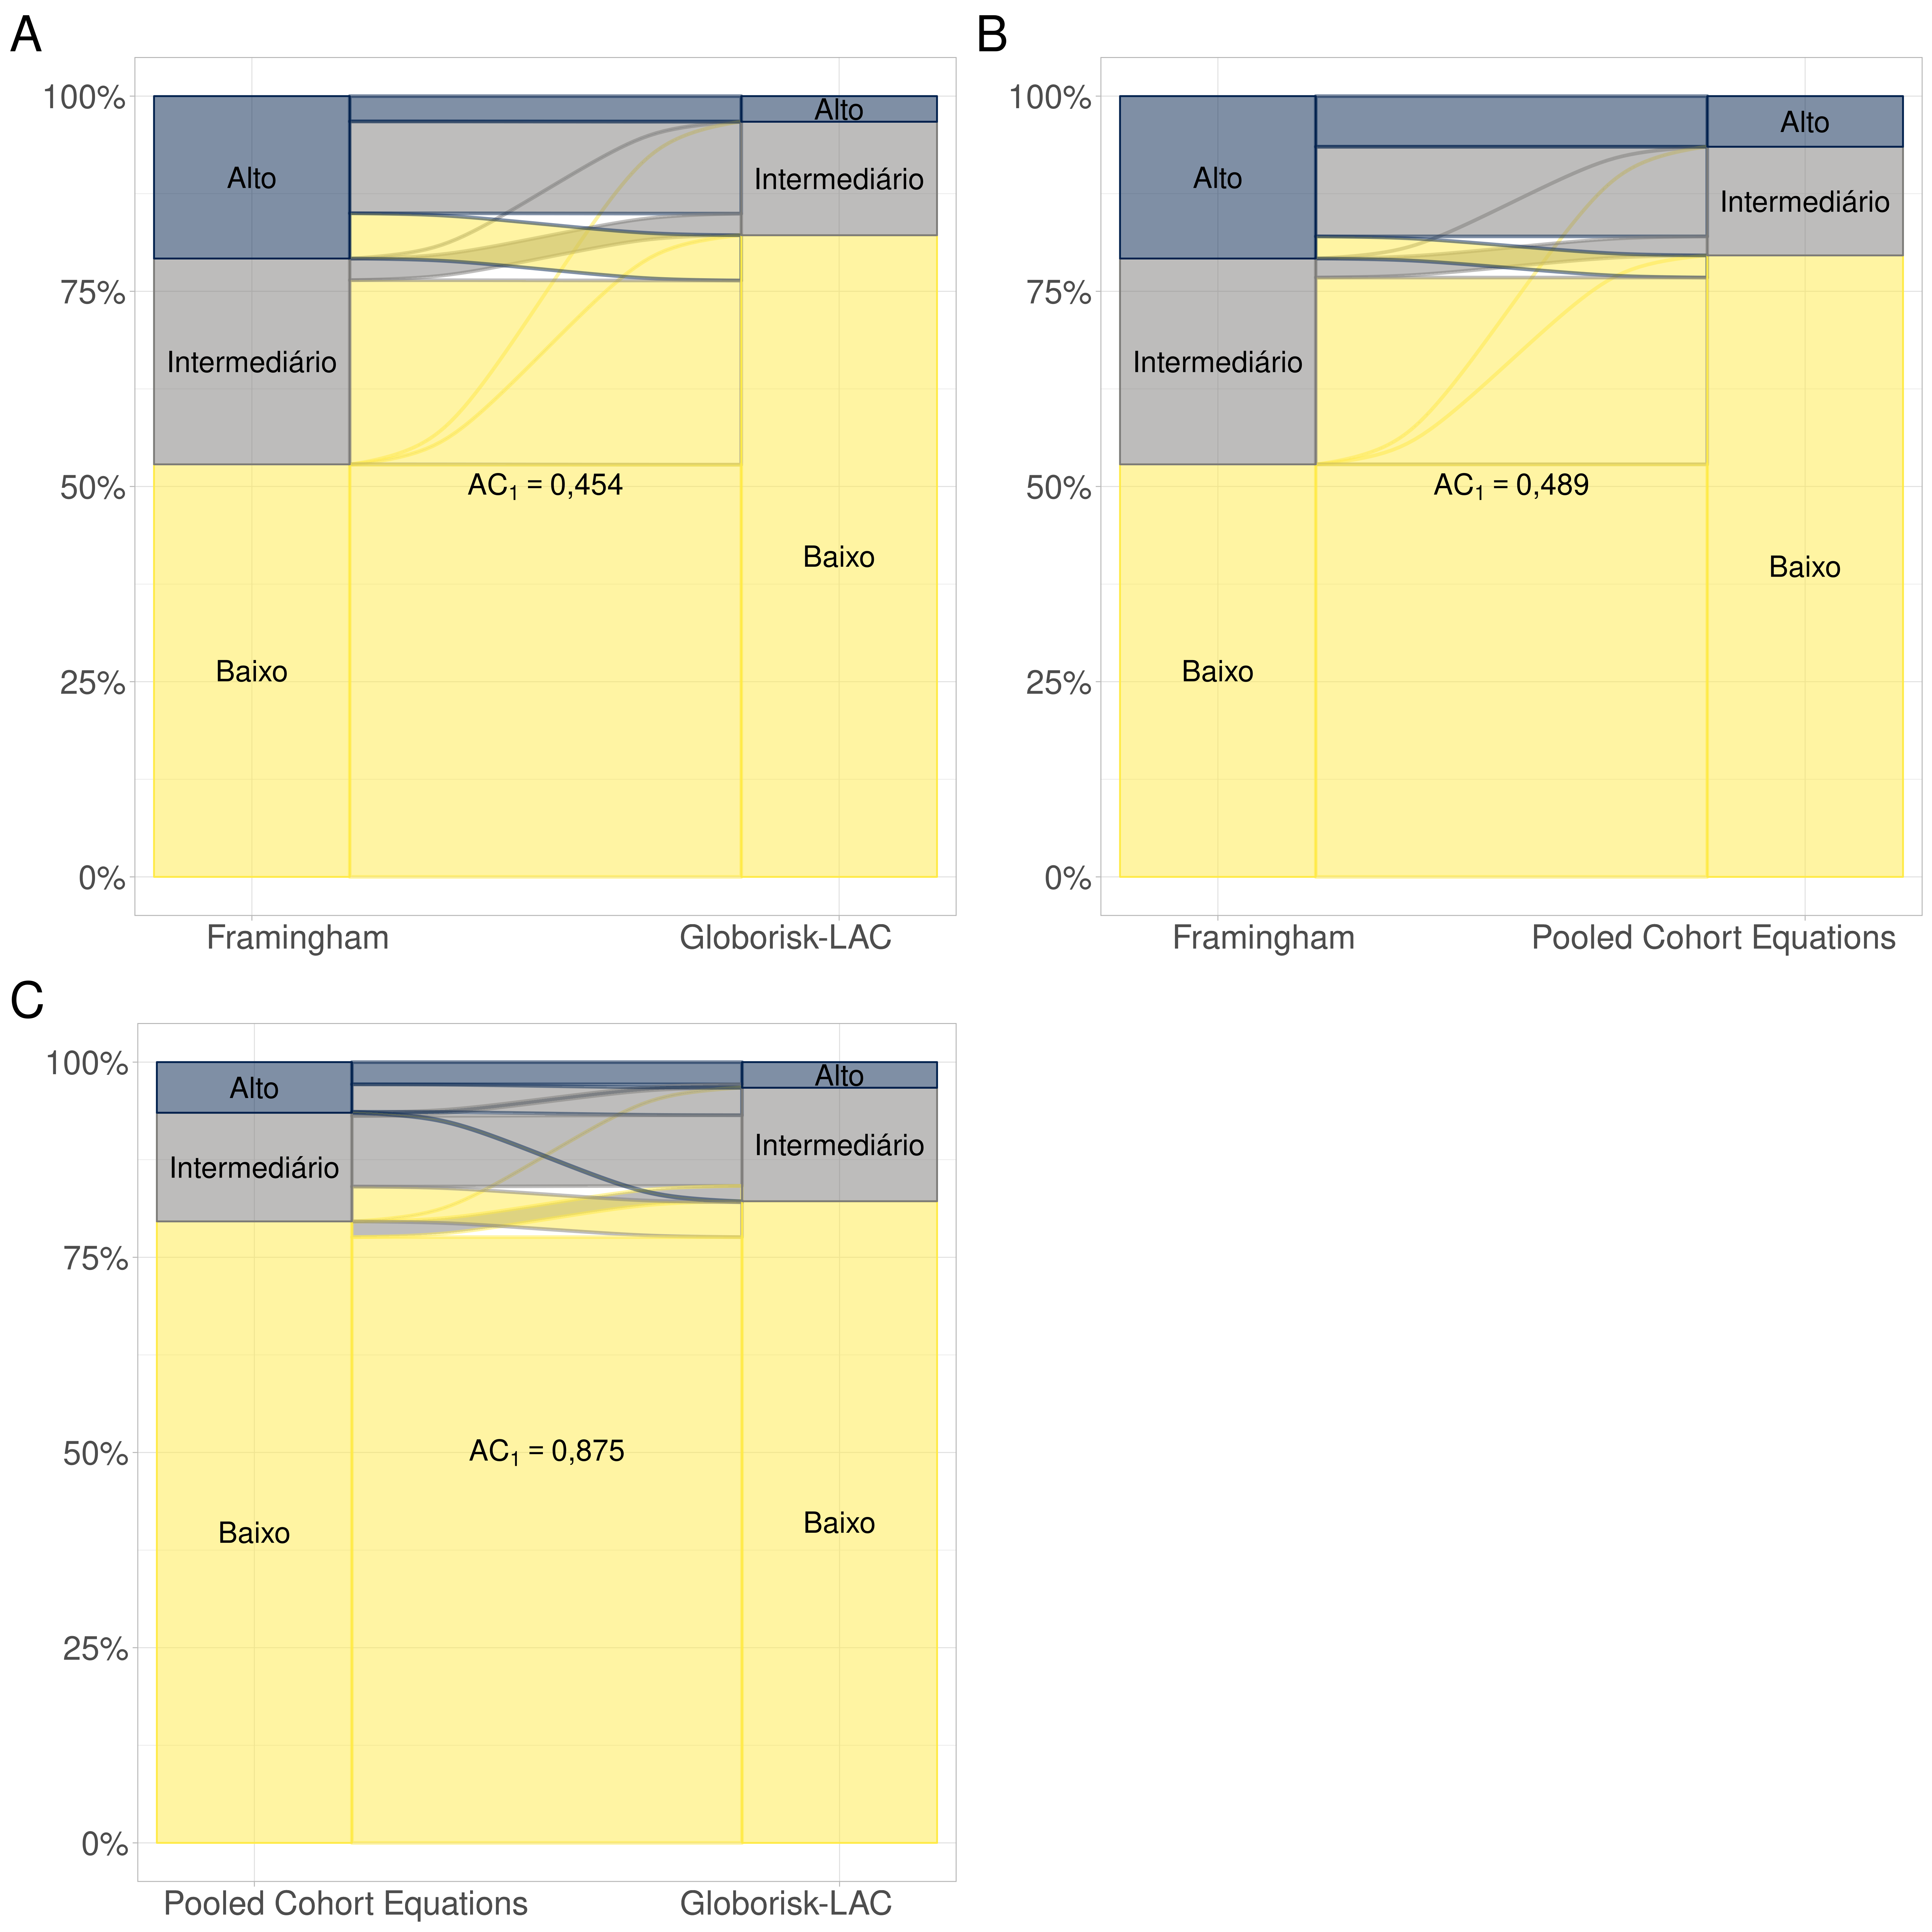 A
100%
75%
50%
25%
0%
Alto
Intermediário
Baixo
Alto
Intermediário
Baixo
AC₁ = 0,454
Framingham
Globorisk-LAC
B
100%
75%
50%
25%
0%
Alto
Intermediário
Baixo
Alto
Intermediário
Baixo
AC₁ = 0,489
Framingham
Pooled Cohort Equations
C
100%
75%
50%
25%
0%
Alto
Intermediário
Baixo
Alto
Intermediário
Baixo
AC₁ = 0,875
Pooled Cohort Equations
Globorisk-LAC